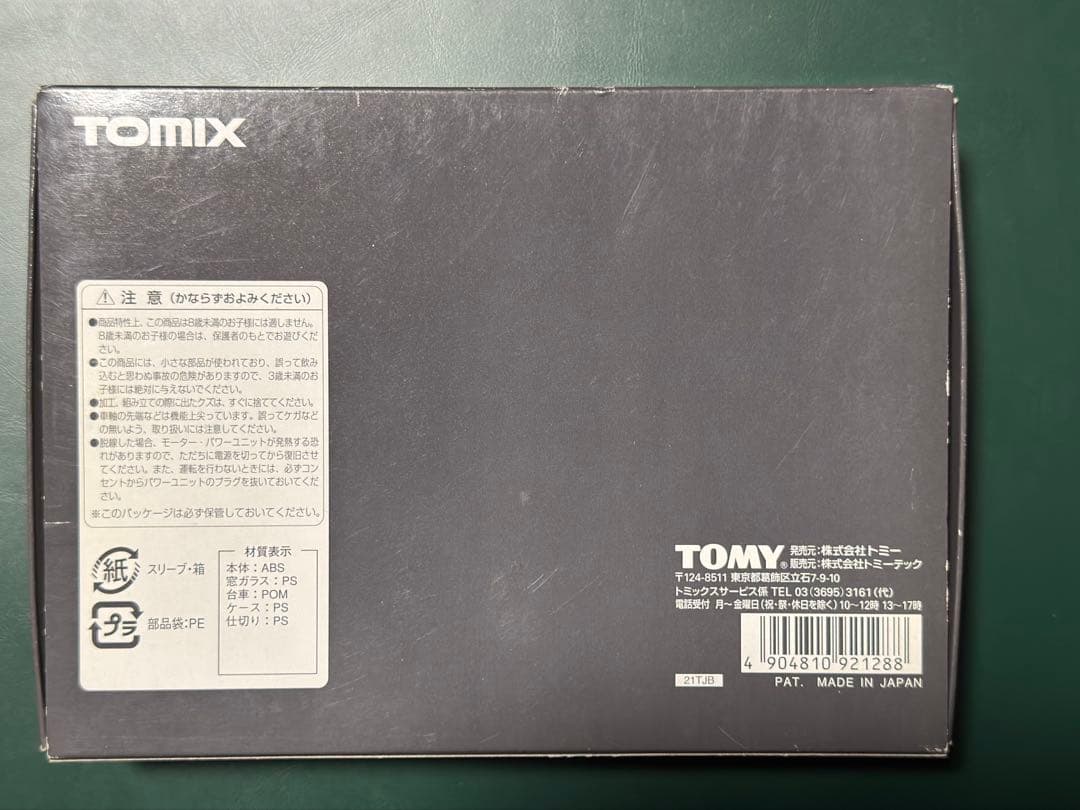 TOMIX
⚠ 注意（かならずおよみください）
●商品特性上、この商品は8歳未満のお子様には適しません。
8歳未満のお子様の場合は、保護者のもとでお遊びくだ
さい。
●この商品には、小さな部品が使われており、誤って飲み
込むと思わぬ事故の危険がありますので、3歳未満のお
子様には絶対に与えないでください。
●加工、組み立ての際に出たクズは、すぐに捨ててください。
●車軸の先端などは機能上尖っています。誤ってケガなど
の無いよう、取り扱いには注意してください。
●脱線した場合、モーター・パワーユニットが発熱する恐
れがありますので、ただちに電源を切ってから復旧させ
てください。また、運転を行わないときには、必ずコン
セントからパワーユニットのプラグを抜いておいてくだ
さい。
※このパッケージは必ず保管しておいてください。
紙 スリーブ・箱
プラ 部品袋:PE
材質表示
本体:ABS
窓ガラス:PS
台車:POM
ケース:PS
仕切り:PS
TOMY® 発売元:株式会社トミー
販売元:株式会社トミーテック
〒124-8511 東京都葛飾区立石7-9-10
トミックスサービス係 TEL 03(3695)3161(代)
電話受付 月〜金曜日(祝・祭・休日を除く)10〜12時 13〜17時
4 904810 921288
21TJB
PAT. MADE IN JAPAN